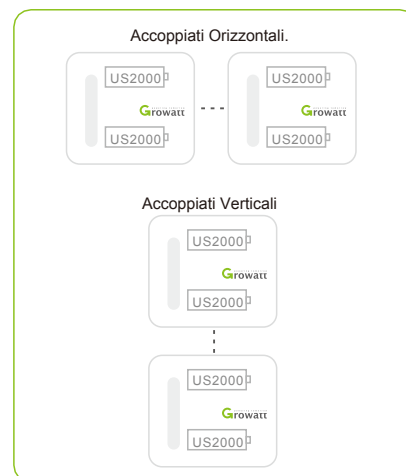 Accoppiati Orizzontali.
US2000 US2000
Growatt Growatt
US2000 US2000
Accoppiati Verticali
US2000
Growatt
US2000
US2000
Growatt
US2000